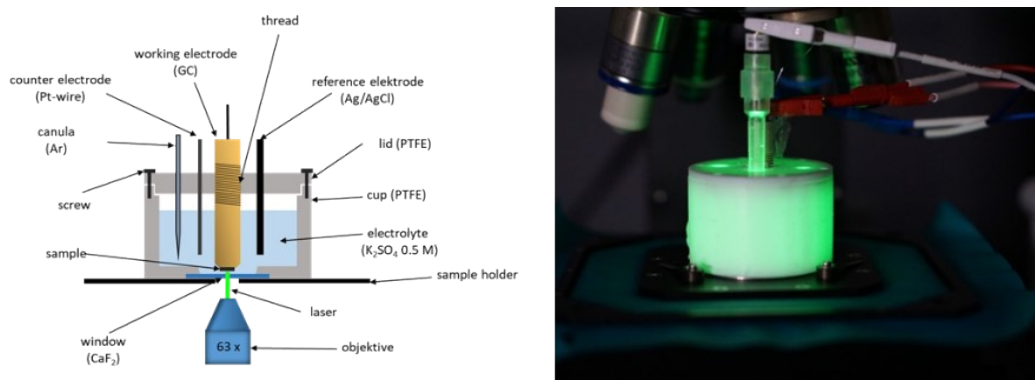 thread
working electrode
(GC)
counter electrode
(Pt-wire)
reference elektrode
(Ag/AgCl)
canula
(Ar)
lid (PTFE)
screw
cup (PTFE)
electrolyte
(K₂SO₄ 0.5 M)
sample
sample holder
laser
window
(CaF₂)
63 x
objektive